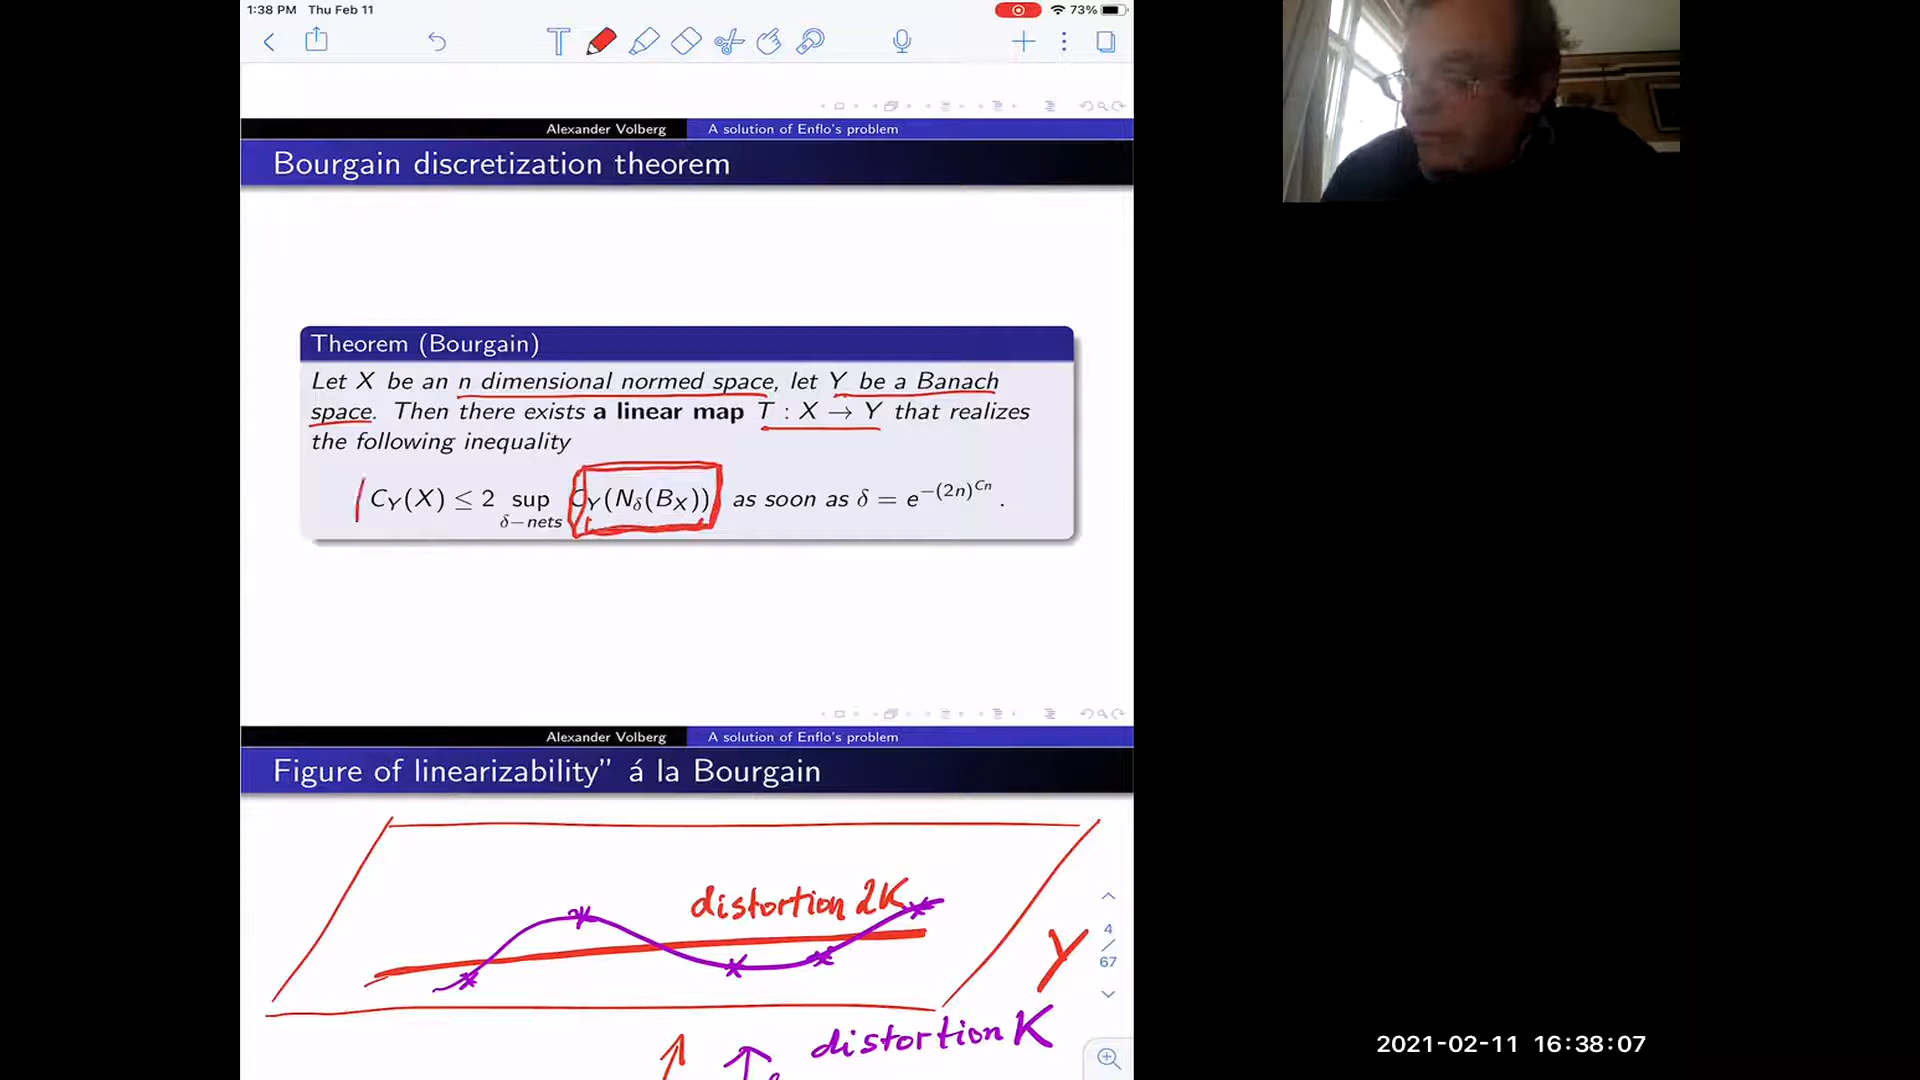 1:38 PM Thu Feb 11
73%
T
Alexander Volberg A solution of Enflo's problem
Bourgain discretization theorem
Theorem (Bourgain)
Let X be an n dimensional normed space, let Y be a Banach
space. Then there exists a linear map T : X → Y that realizes
the following inequality
C_Y(X) ≤ 2 sup_{δ−nets} C_Y(N_δ(B_X)) as soon as δ = e^{−(2n)^{Cn}} .
Alexander Volberg A solution of Enflo's problem
Figure of linearizability" á la Bourgain
distortion 2K
Y
distortion K
4
/
67
2021-02-11 16:38:07